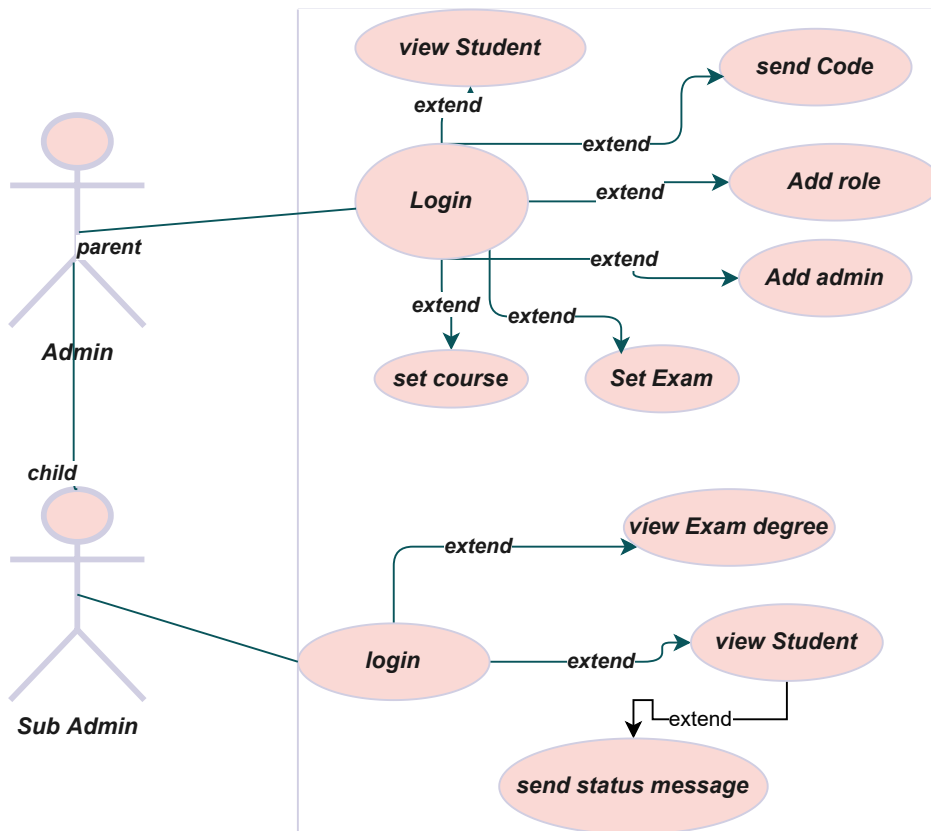 view Student
send Code
extend
extend
Login
extend
Add role
parent
extend
Add admin
extend
extend
Admin
set course
Set Exam
child
view Exam degree
extend
login
extend
view Student
Sub Admin
extend
send status message